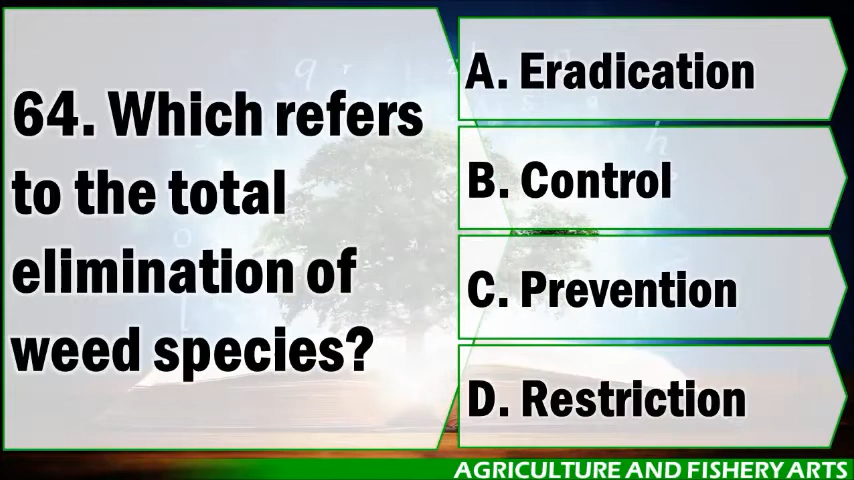 64. Which refers
to the total
elimination of
weed species?
A. Eradication
B. Control
C. Prevention
D. Restriction
AGRICULTURE AND FISHERY ARTS